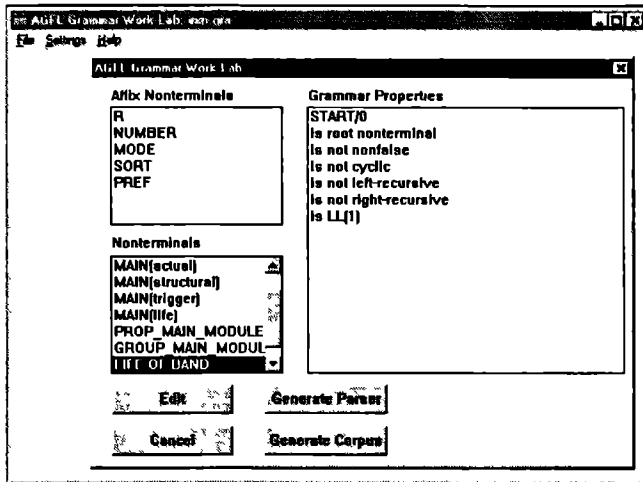 AGFL Grammar Work Lab: exp.gra
File Settings Help
AGFL Grammar Work Lab
Affix Nonterminals
R
NUMBER
MODE
SORT
PREF
Grammar Properties
START/0
is root nonterminal
is not nonfalse
is not cyclic
is not left-recursive
is not right-recursive
is LL(1)
Nonterminals
MAIN(actual)
MAIN(structural)
MAIN(trigger)
MAIN(life)
PROP_MAIN_MODULE
GROUP_MAIN_MODUL
LIFE_OF_BAND
Edit
Generate Parser
Cancel
Generate Corpus